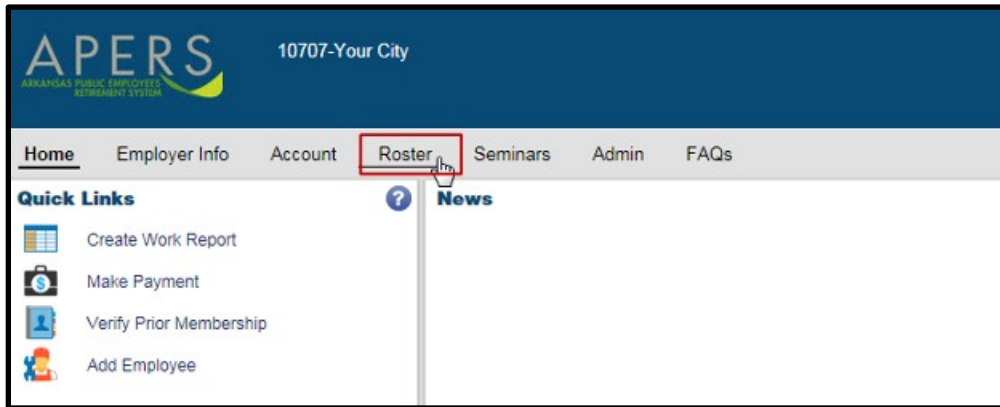 APERS
ARKANSAS PUBLIC EMPLOYEES
RETIREMENT SYSTEM
10707-Your City
Home Employer Info Account Roster Seminars Admin FAQs
Quick Links ? News
Create Work Report
$
Make Payment
Verify Prior Membership
Add Employee